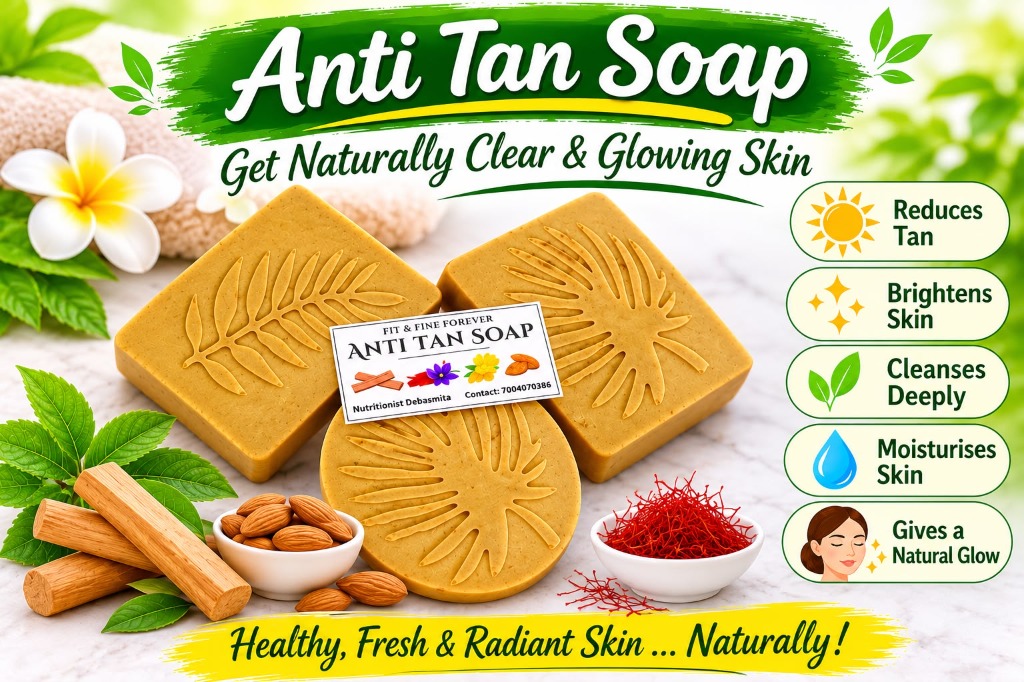 Anti Tan Soap
Get Naturally Clear & Glowing Skin
Reduces
Tan
Brightens
Skin
Cleanses
Deeply
Moisturises
Skin
Gives a
Natural Glow
FIT & FINE FOREVER
ANTI TAN SOAP
Nutritionist Debasmita Contact: 7004070386
Healthy, Fresh & Radiant Skin ... Naturally!